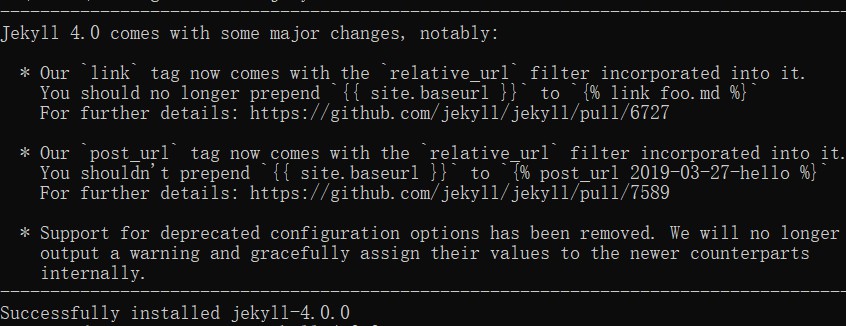 Jekyll 4.0 comes with some major changes, notably:
* Our `link` tag now comes with the `relative_url` filter incorporated into it.
You should no longer prepend `{{ site.baseurl }}` to `{% link foo.md %}`
For further details: https://github.com/jekyll/jekyll/pull/6727
* Our `post_url` tag now comes with the `relative_url` filter incorporated into it.
You shouldn't prepend `{{ site.baseurl }}` to `{% post_url 2019-03-27-hello %}`
For further details: https://github.com/jekyll/jekyll/pull/7589
* Support for deprecated configuration options has been removed. We will no longer
output a warning and gracefully assign their values to the newer counterparts
internally.
Successfully installed jekyll-4.0.0